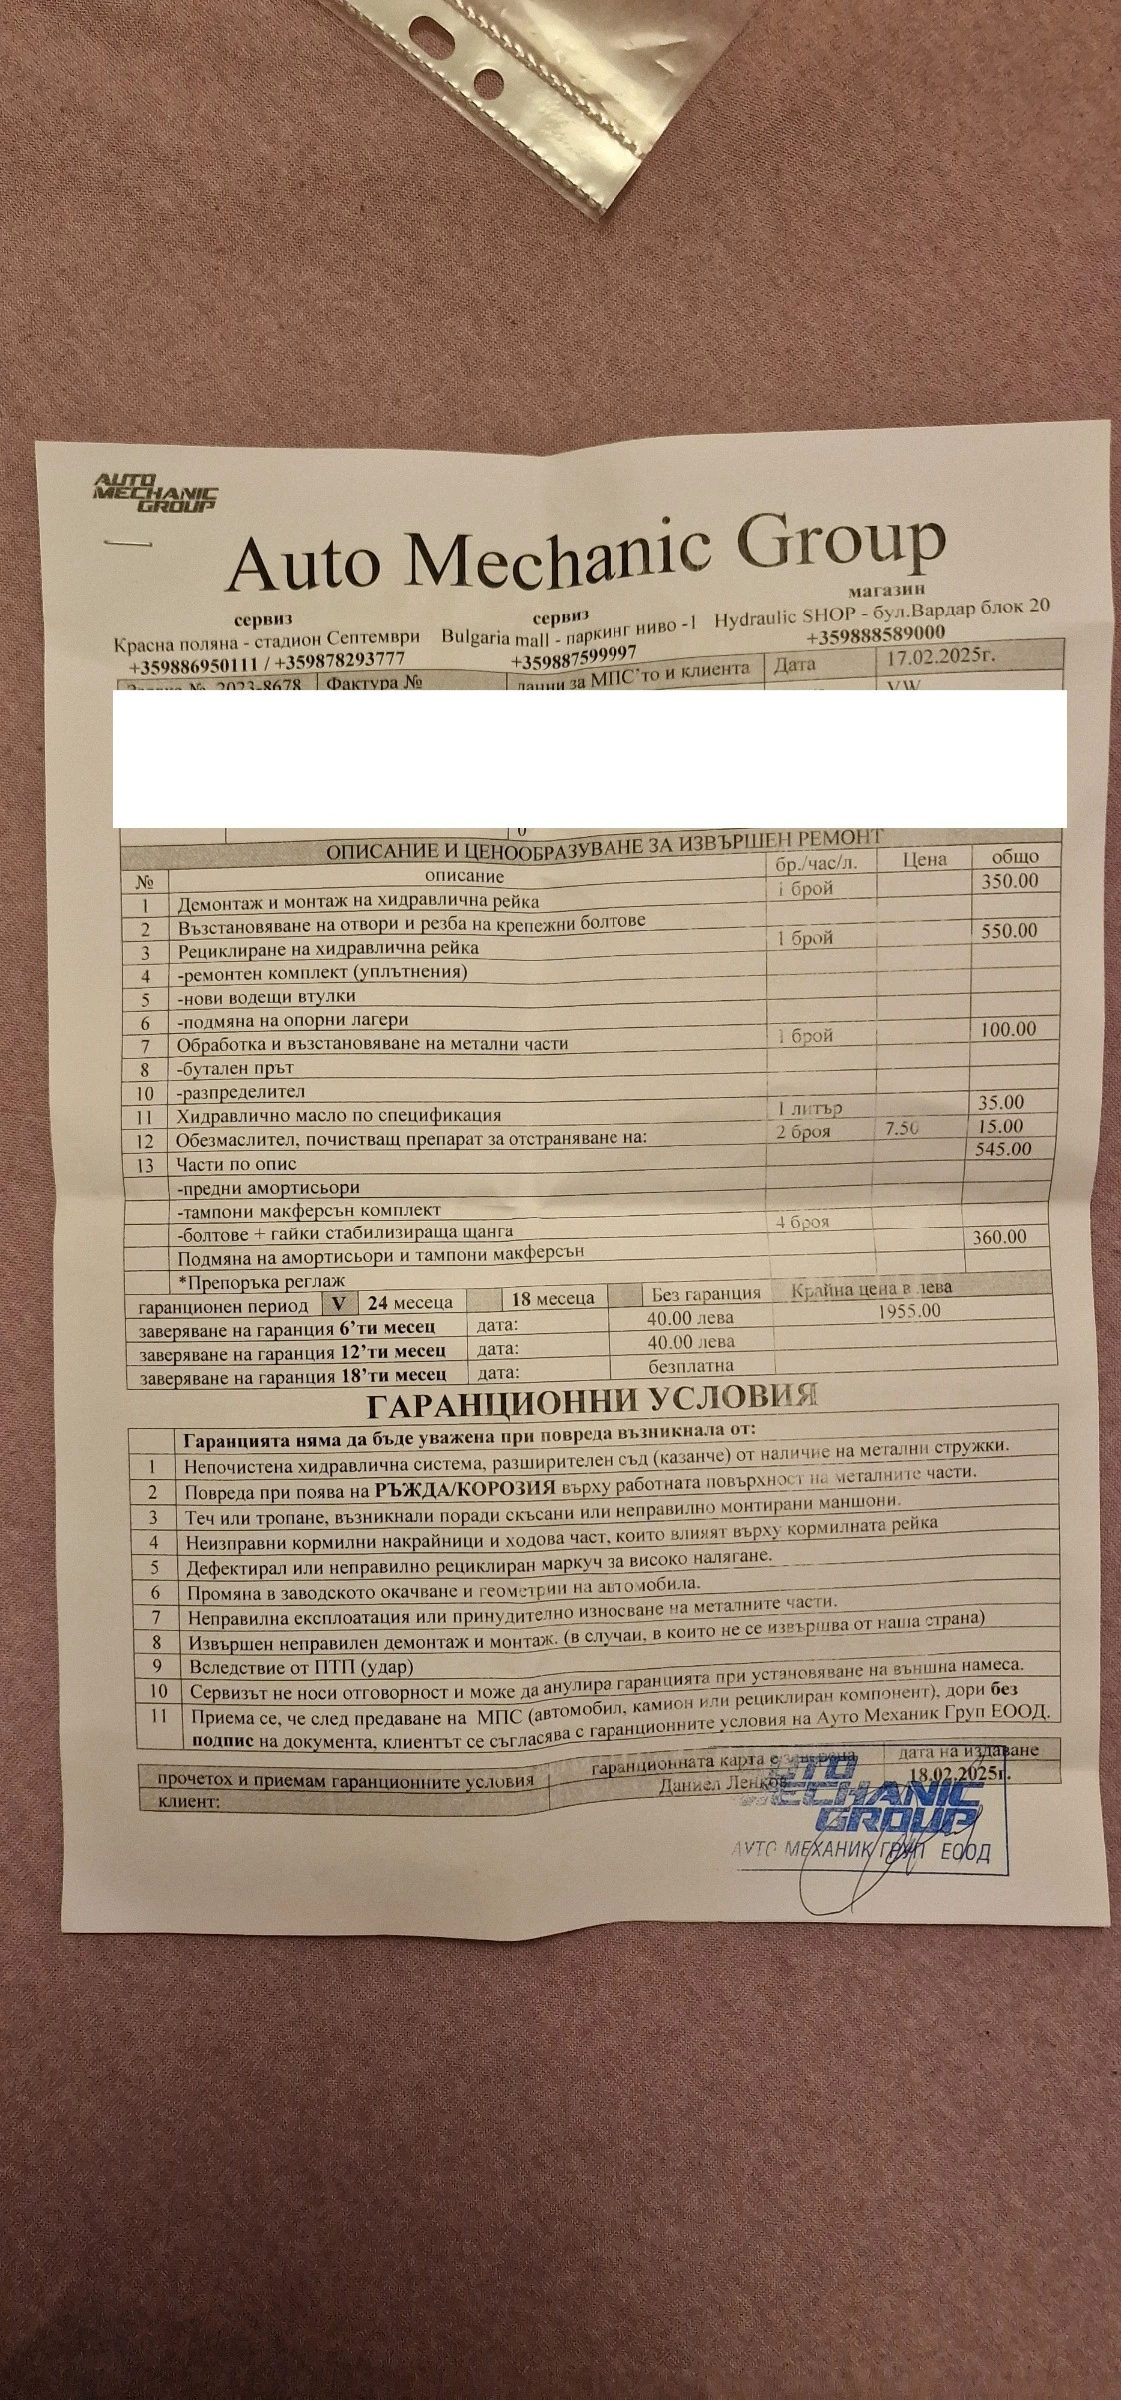 AUTO
MECHANIC
GROUP
Auto Mechanic Group
сервиз
Красна поляна - стадион Септември
+359886950111 / +359878293777
сервиз
Bulgaria mall - паркинг ниво -1
+359887599997
магазин
Hydraulic SHOP - бул.Вардар блок 20
+359888589000
№ 2023-8678 Фактура № данни за МПС'то и клиента Дата 17.02.2025г.
VW
0
ОПИСАНИЕ И ЦЕНООБРАЗУВАНЕ ЗА ИЗВЪРШЕН РЕМОНТ
№ описание бр./час/л. Цена общо
1 Демонтаж и монтаж на хидравлична рейка 1 брой 350.00
2 Възстановяване на отвори и резба на крепежни болтове
3 Рециклиране на хидравлична рейка 1 брой 550.00
4 -ремонтен комплект (уплътнения)
5 -нови водещи втулки
6 -подмяна на опорни лагери
7 Обработка и възстановяване на метални части 1 брой 100.00
8 -бутален прът
10 -разпределител
11 Хидравлично масло по спецификация 1 литър 35.00
12 Обезмаслител, почистващ препарат за отстраняване на: 2 броя 7.50 15.00
13 Части по опис 545.00
-предни амортисьори
-тампони макферсън комплект
-болтове + гайки стабилизираща щанга 4 броя
Подмяна на амортисьори и тампони макферсън 360.00
*Препоръка реглаж
гаранционен период V 24 месеца 18 месеца Без гаранция Крайна цена в лева
заверяване на гаранция 6'ти месец дата: 40.00 лева 1955.00
заверяване на гаранция 12'ти месец дата: 40.00 лева
заверяване на гаранция 18'ти месец дата: безплатна
ГАРАНЦИОННИ УСЛОВИЯ
Гаранцията няма да бъде уважена при повреда възникнала от:
1 Непочистена хидравлична система, разширителен съд (казанче) от наличие на метални стружки.
2 Повреда при поява на РЪЖДА/КОРОЗИЯ върху работната повърхност на металните части.
3 Теч или тропане, възникнали поради скъсани или неправилно монтирани маншони.
4 Неизправни кормилни накрайници и ходова част, които влияят върху кормилната рейка
5 Дефектирал или неправилно рециклиран маркуч за високо налягане.
6 Промяна в заводското окачване и геометрии на автомобила.
7 Неправилна експлоатация или принудително износване на металните части.
8 Извършен неправилен демонтаж и монтаж. (в случаи, в които не се извършва от наша страна)
9 Вследствие от ПТП (удар)
10 Сервизът не носи отговорност и може да анулира гаранцията при установяване на външна намеса.
11 Приема се, че след предаване на МПС (автомобил, камион или рециклиран компонент), дори без
подпис на документа, клиентът се съгласява с гаранционните условия на Ауто Механик Груп ЕООД.
прочетох и приемам гаранционните условия
клиент:
гаранционната карта е
Даниел Ленков
дата на издаване
18.02.2025г.
AUTO
MECHANIC
GROUP
АУТО МЕХАНИК ГРУП ЕООД